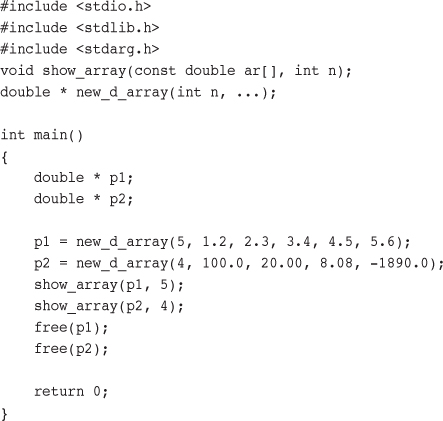 #include <stdio.h>
#include <stdlib.h>
#include <stdarg.h>
void show_array(const double ar[], int n);
double * new_d_array(int n, ...);

int main()
{
    double * p1;
    double * p2;

    p1 = new_d_array(5, 1.2, 2.3, 3.4, 4.5, 5.6);
    p2 = new_d_array(4, 100.0, 20.00, 8.08, -1890.0);
    show_array(p1, 5);
    show_array(p2, 4);
    free(p1);
    free(p2);

    return 0;
}